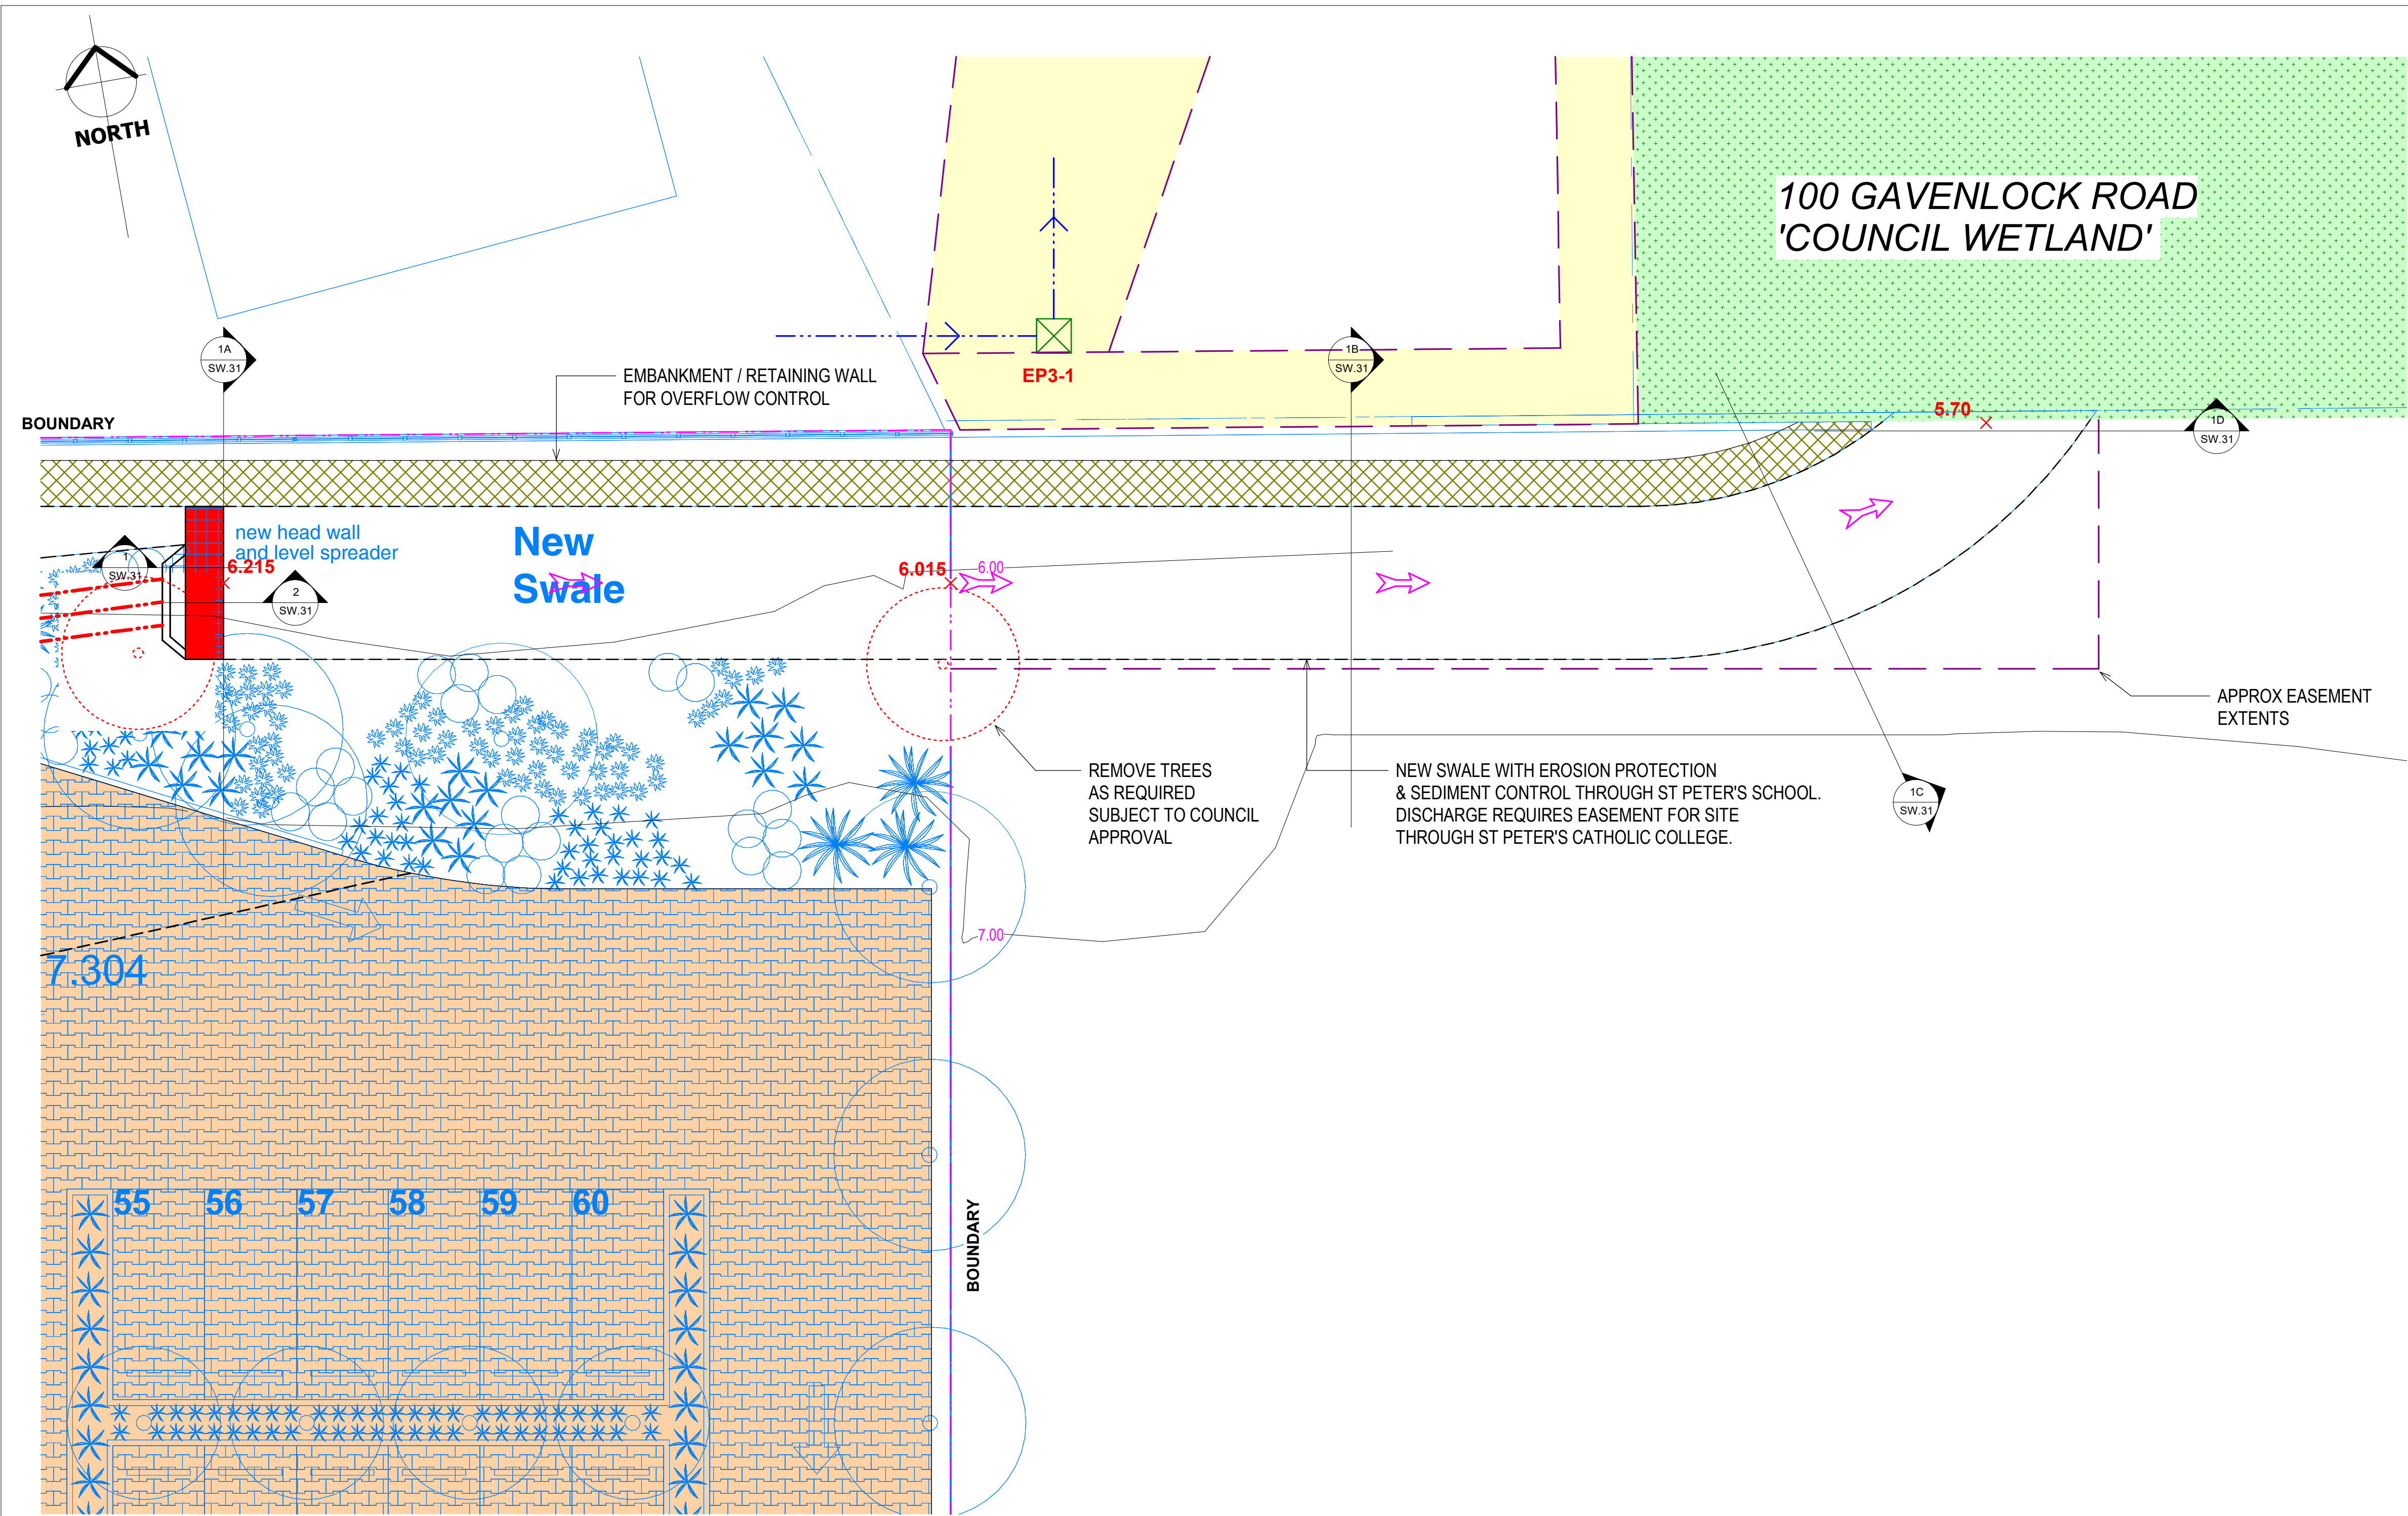 NORTH
100 GAVENLOCK ROAD
'COUNCIL WETLAND'
1A
SW.31
1B
SW.31
EMBANKMENT / RETAINING WALL
FOR OVERFLOW CONTROL
EP3-1
5.70
1D
SW.31
BOUNDARY
new head wall
and level spreader
6.215
New
Swale
1
SW.31
2
SW.31
6.015
6.00
APPROX EASEMENT
EXTENTS
REMOVE TREES
AS REQUIRED
SUBJECT TO COUNCIL
APPROVAL
NEW SWALE WITH EROSION PROTECTION
& SEDIMENT CONTROL THROUGH ST PETER'S SCHOOL.
DISCHARGE REQUIRES EASEMENT FOR SITE
THROUGH ST PETER'S CATHOLIC COLLEGE.
1C
SW.31
7.00
7.304
55 56 57 58 59 60
BOUNDARY